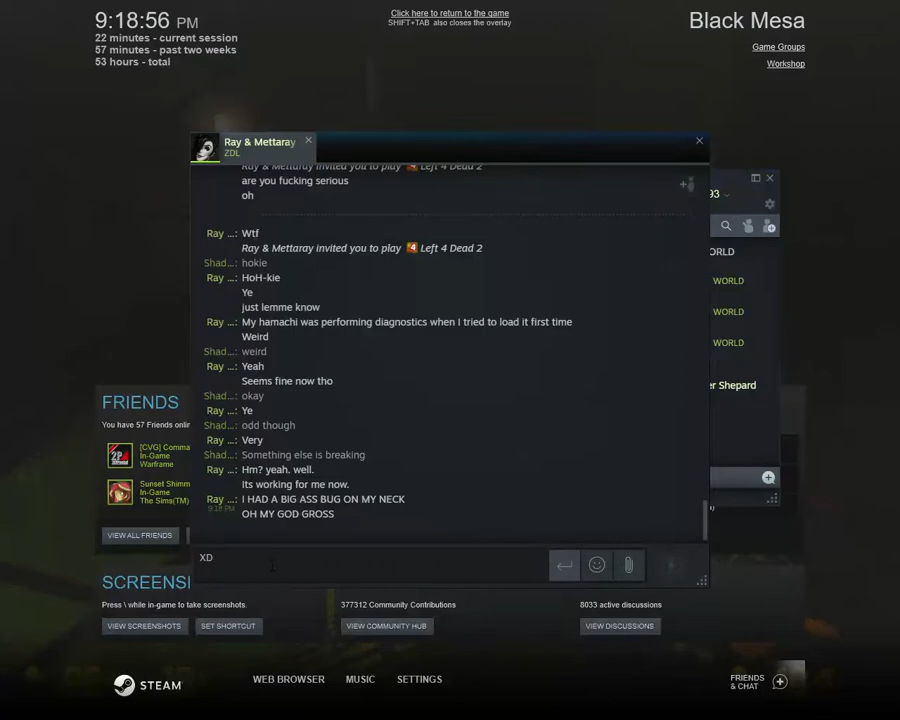 9:18:56 PM
22 minutes - current session
57 minutes - past two weeks
53 hours - total
Click here to return to the game
SHIFT+TAB also closes the overlay
Black Mesa
Game Groups
Workshop
Ray & Mettaray
ZDL
Ray & Mettaray invited you to play Left 4 Dead 2
are you fucking serious
oh
Ray ...: Wtf
Ray & Mettaray invited you to play Left 4 Dead 2
Shad...: hokie
Ray ...: HoH-kie
Ye
just lemme know
Ray ...: My hamachi was performing diagnostics when I tried to load it first time
Weird
Shad...: weird
Ray ...: Yeah
Seems fine now tho
Shad...: okay
Ray ...: Ye
Shad...: odd though
Ray ...: Very
Shad...: Something else is breaking
Ray ...: Hm? yeah. well.
Its working for me now.
Ray ...: I HAD A BIG ASS BUG ON MY NECK
9:18 PM OH MY GOD GROSS
XD
93
ORLD
WORLD
WORLD
WORLD
er Shepard
FRIENDS
You have 57 Friends onlin
[CVG] Comma
In-Game
Warframe
Sunset Shimm
In-Game
The Sims(TM)
VIEW ALL FRIENDS
SCREENS
Press \ while in-game to take screenshots.
VIEW SCREENSHOTS
SET SHORTCUT
377312 Community Contributions
VIEW COMMUNITY HUB
8033 active discussions
VIEW DISCUSSIONS
STEAM
WEB BROWSER
MUSIC
SETTINGS
FRIENDS
& CHAT